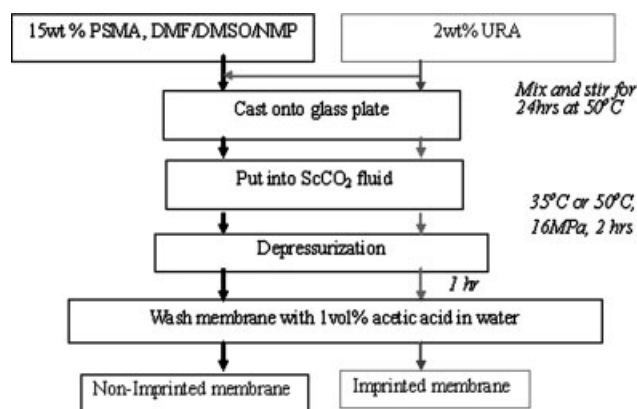 15wt % PSMA, DMF/DMSO/NMP
2wt% URA
Mix and stir for
24hrs at 50°C
Cast onto glass plate
Put into ScCO₂ fluid
35°C or 50°C,
16MPa, 2 hrs
Depressurization
1 hr
Wash membrane with 1vol% acetic acid in water
Non-Imprinted membrane
Imprinted membrane